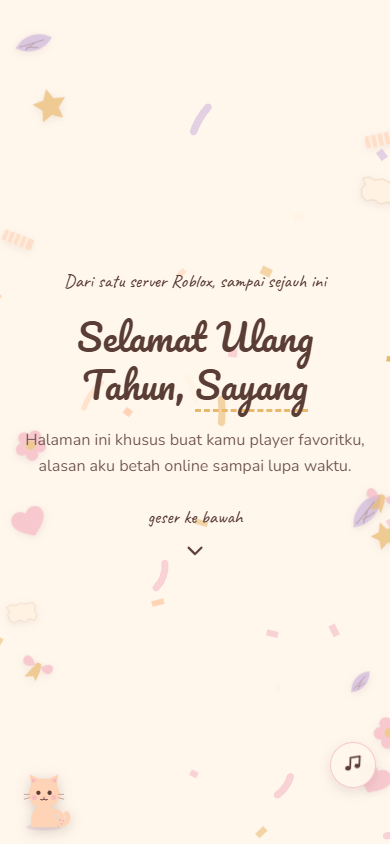 Dari satu server Roblox, sampai sejauh ini
Selamat Ulang
Tahun, Sayang
Halaman ini khusus buat kamu player favoritku,
alasan aku betah online sampai lupa waktu.
geser ke bawah